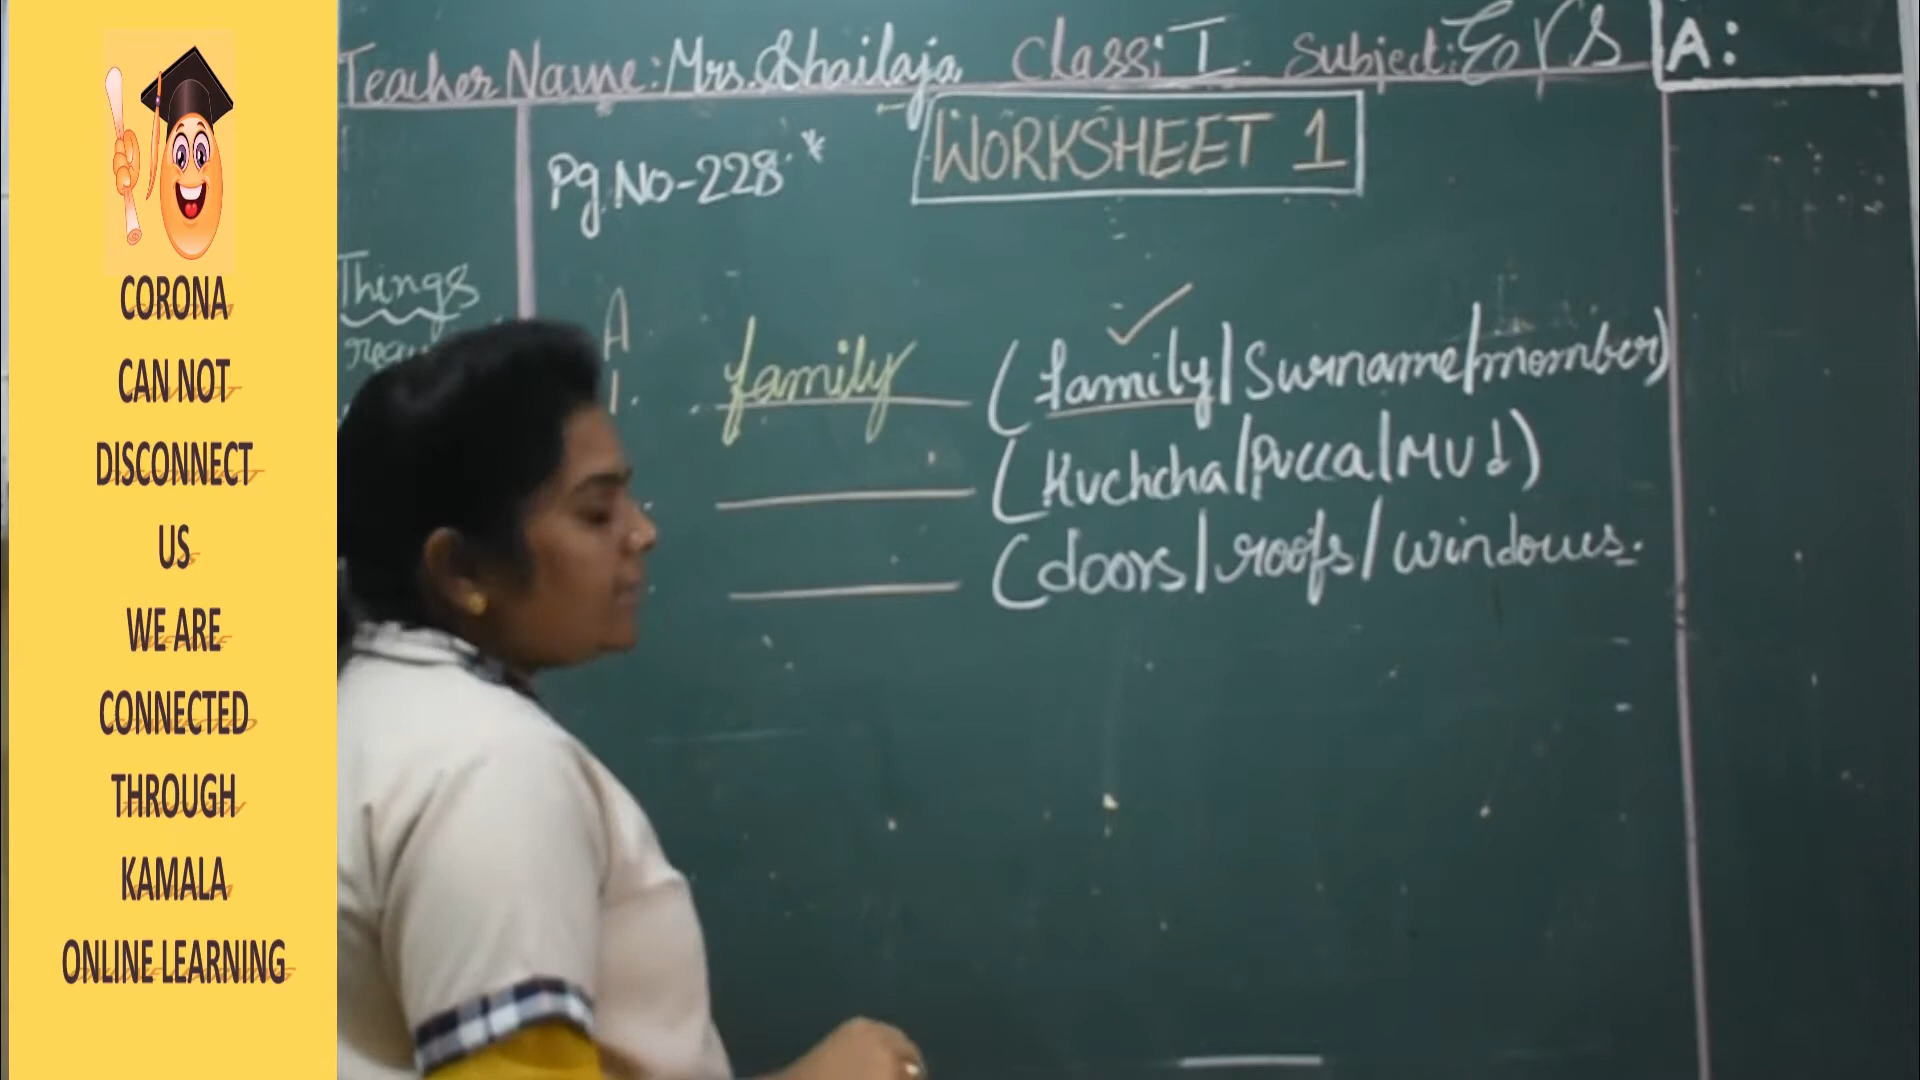 CORONA
CAN NOT
DISCONNECT
US
WE ARE
CONNECTED
THROUGH
KAMALA
ONLINE LEARNING
Teacher Name: Mrs. Shailaja, Class: I. Subject: EVS
A:
WORKSHEET 1
Pg.No-228.*
Things
A
1. family (family/Surname/member)
(Kuchcha/pucca/Mud)
(doors/roofs/windows.